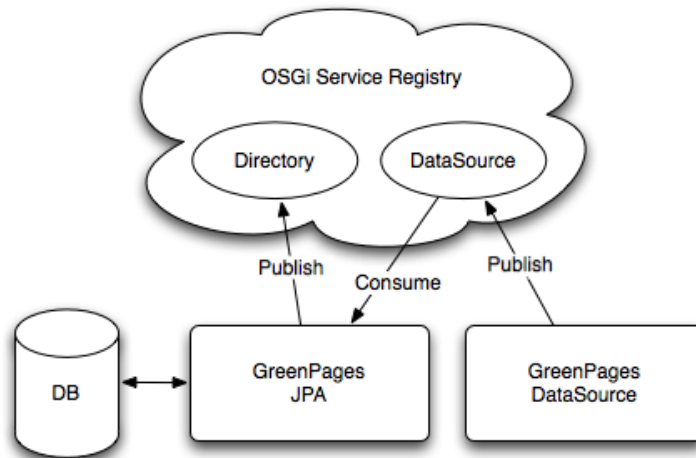 OSGi Service Registry
Directory
DataSource
Publish
Consume
Publish
DB
GreenPages
JPA
GreenPages
DataSource